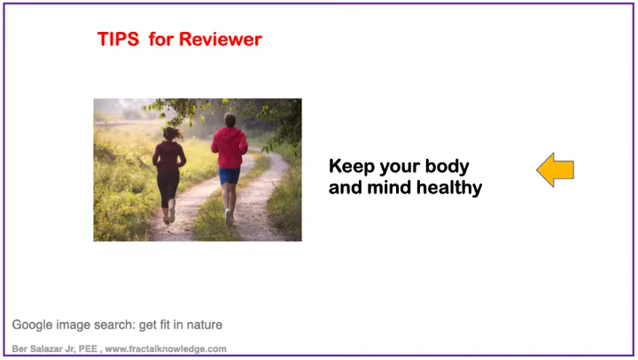 TIPS for Reviewer
Keep your body
and mind healthy
Google image search: get fit in nature
Ber Salazar Jr, PEE , www.fractalknowledge.com